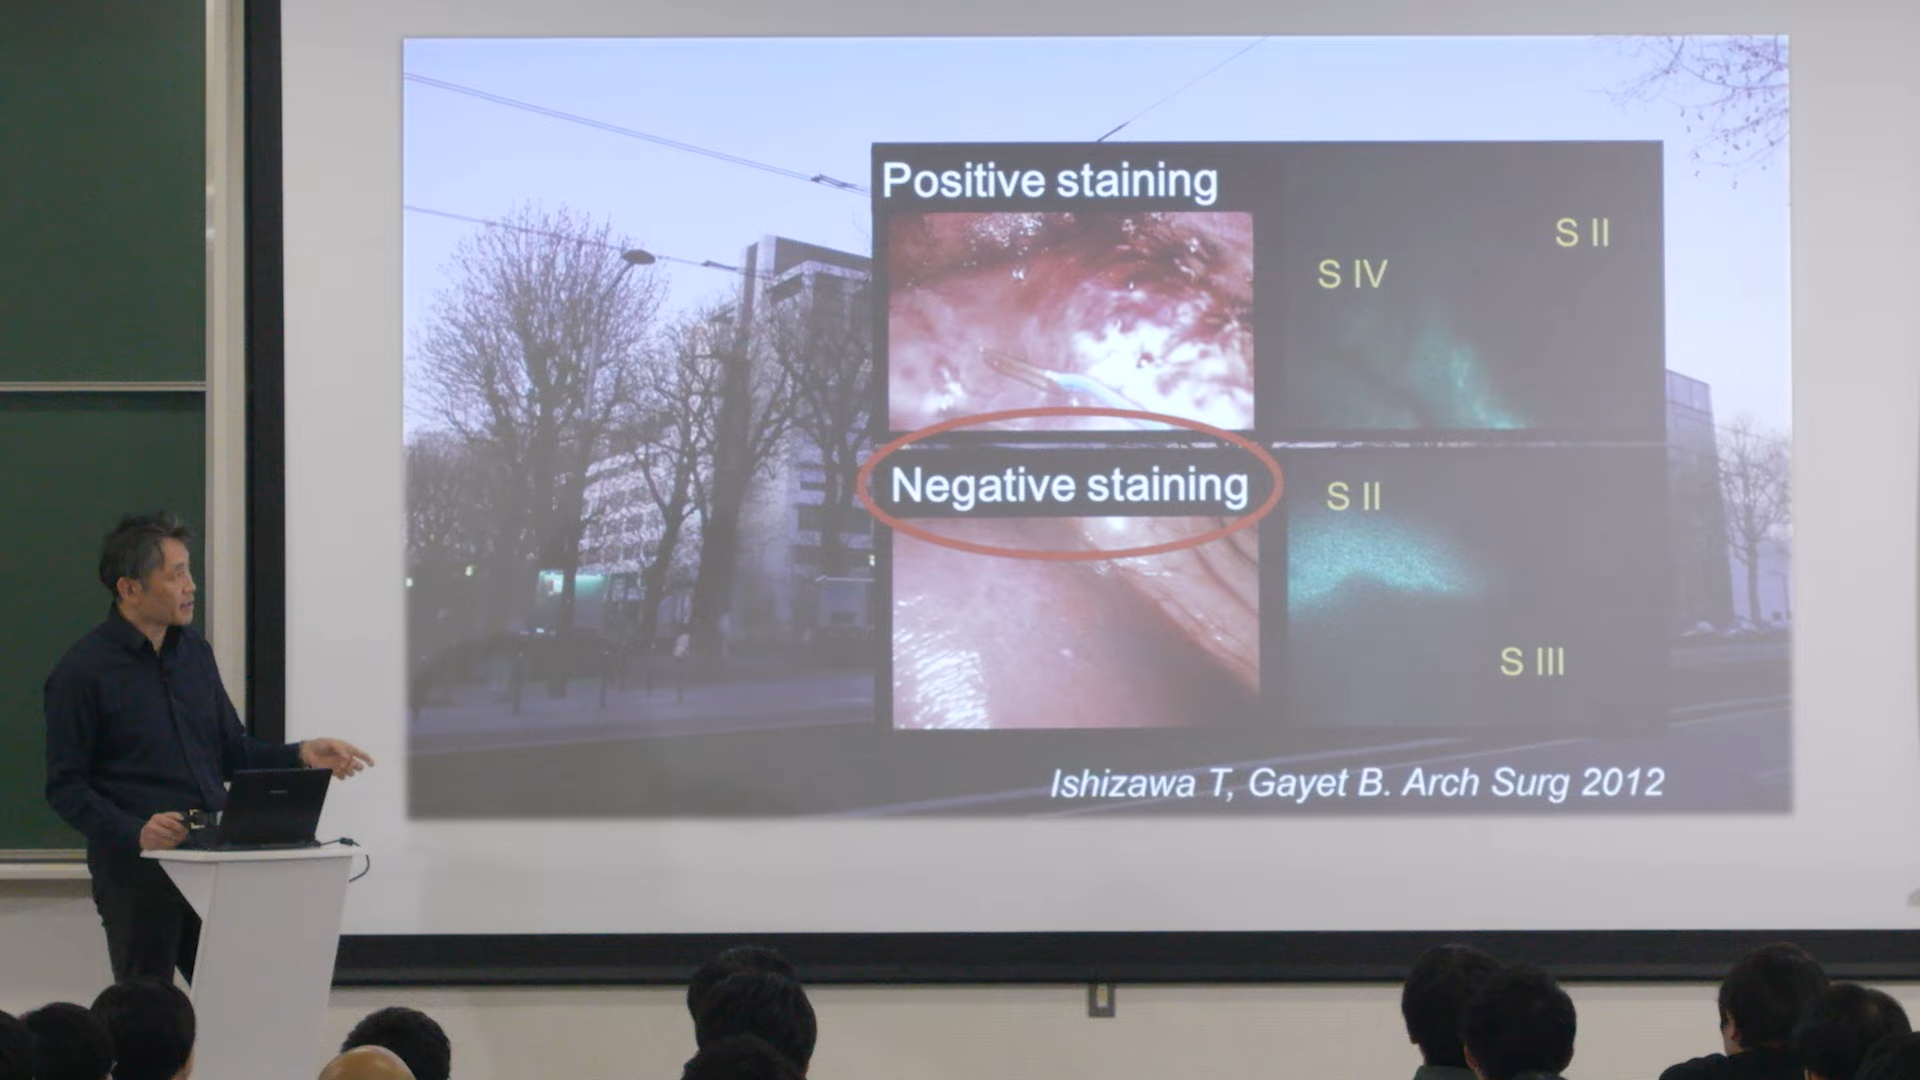 Positive staining
S II
S IV
Negative staining
S II
S III
Ishizawa T, Gayet B. Arch Surg 2012